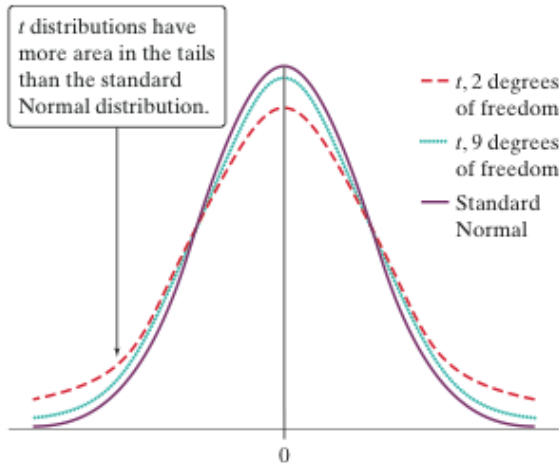 t distributions have
more area in the tails
than the standard
Normal distribution.
t, 2 degrees
of freedom
t, 9 degrees
of freedom
Standard
Normal
0